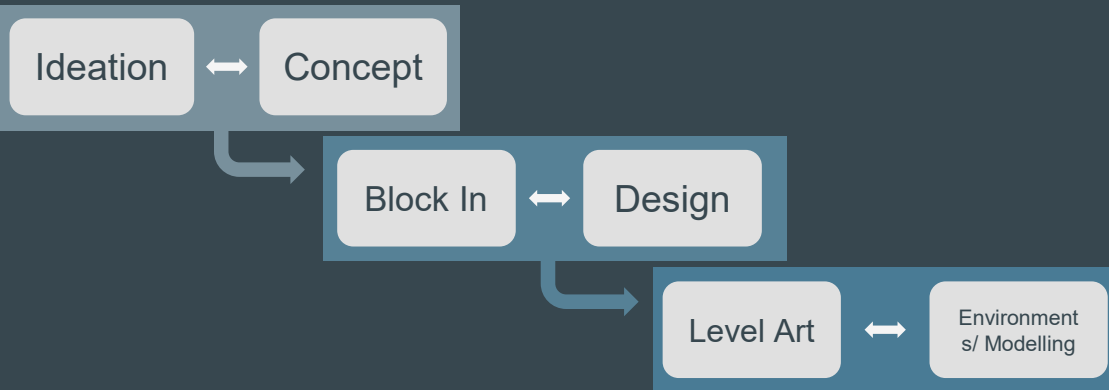 Ideation
Concept
Block In
Design
Level Art
Environment
s/ Modelling